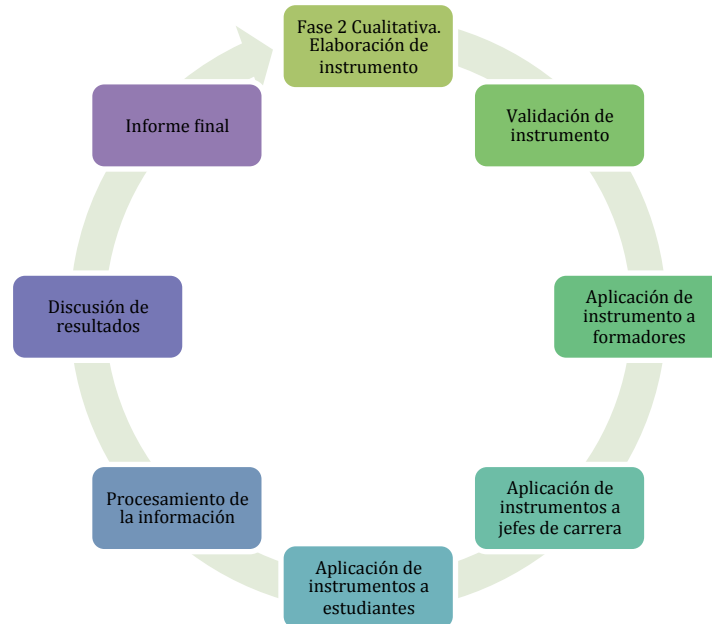 Fase 2 Cualitativa.
Elaboración de
instrumento
Validación de
instrumento
Aplicación de
instrumento a
formadores
Aplicación de
instrumentos a
jefes de carrera
Aplicación de
instrumentos a
estudiantes
Procesamiento de
la información
Discusión de
resultados
Informe final